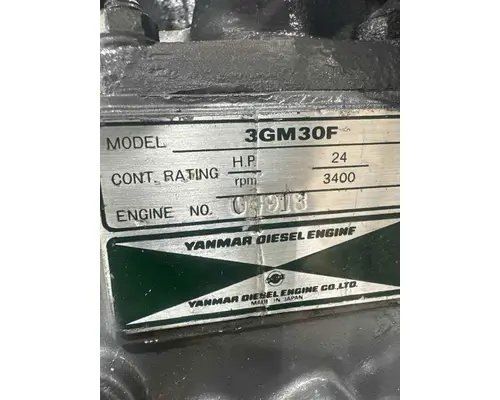 MODEL 3GM30F
CONT. RATING H.P. 24
rpm 3400
ENGINE NO.
YANMAR DIESEL ENGINE
YANMAR DIESEL ENGINE CO.,LTD.
MADE IN JAPAN